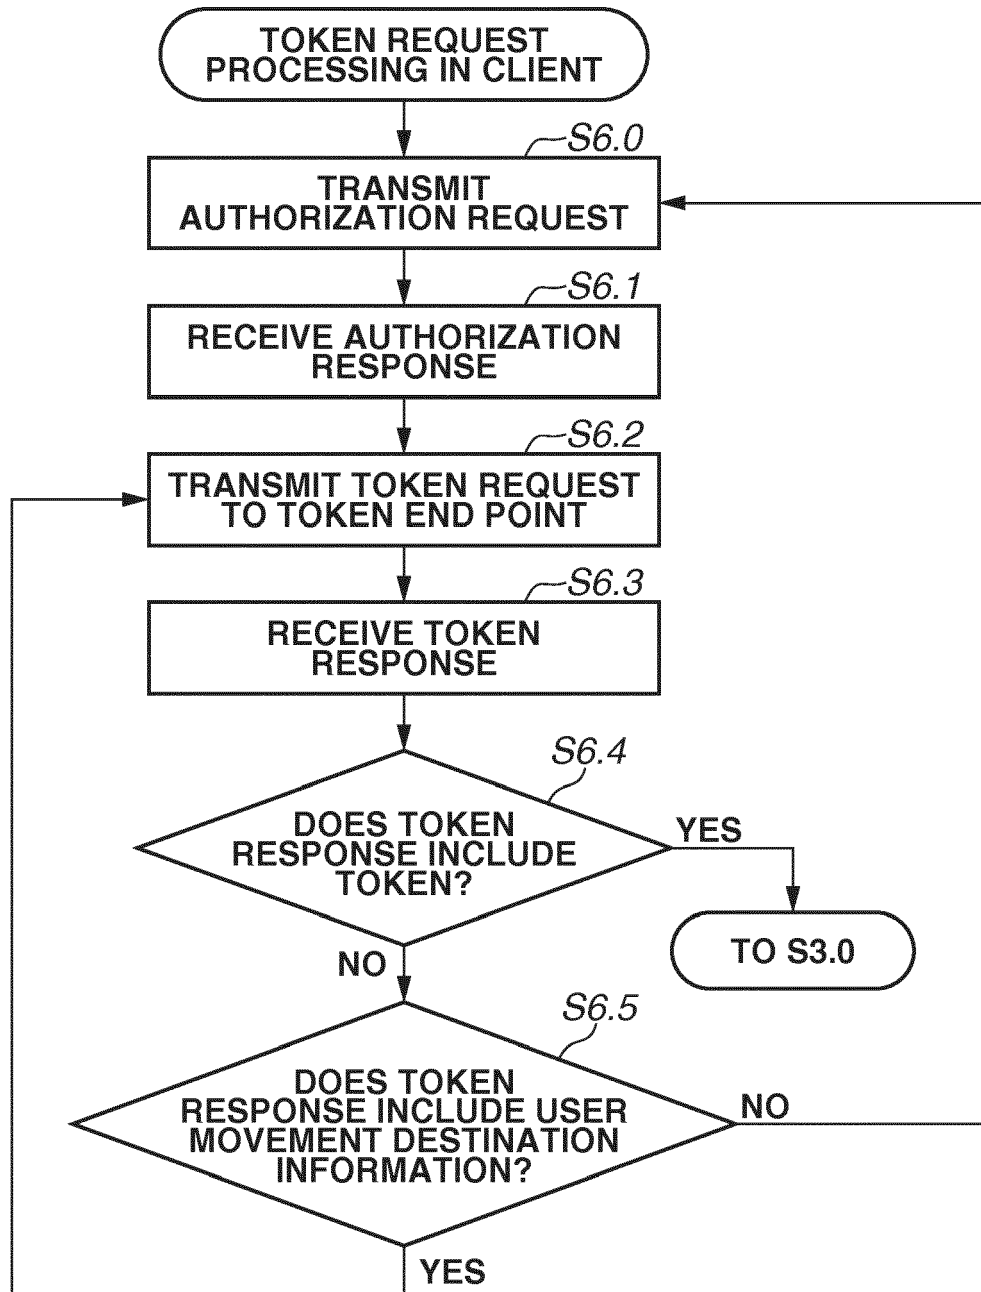 TOKEN REQUEST
PROCESSING IN CLIENT
S6.0
TRANSMIT
AUTHORIZATION REQUEST
S6.1
RECEIVE AUTHORIZATION
RESPONSE
S6.2
TRANSMIT TOKEN REQUEST
TO TOKEN END POINT
S6.3
RECEIVE TOKEN
RESPONSE
S6.4
DOES TOKEN
RESPONSE INCLUDE
TOKEN?
YES
TO S3.0
NO
S6.5
DOES TOKEN
RESPONSE INCLUDE USER
MOVEMENT DESTINATION
INFORMATION?
NO
YES